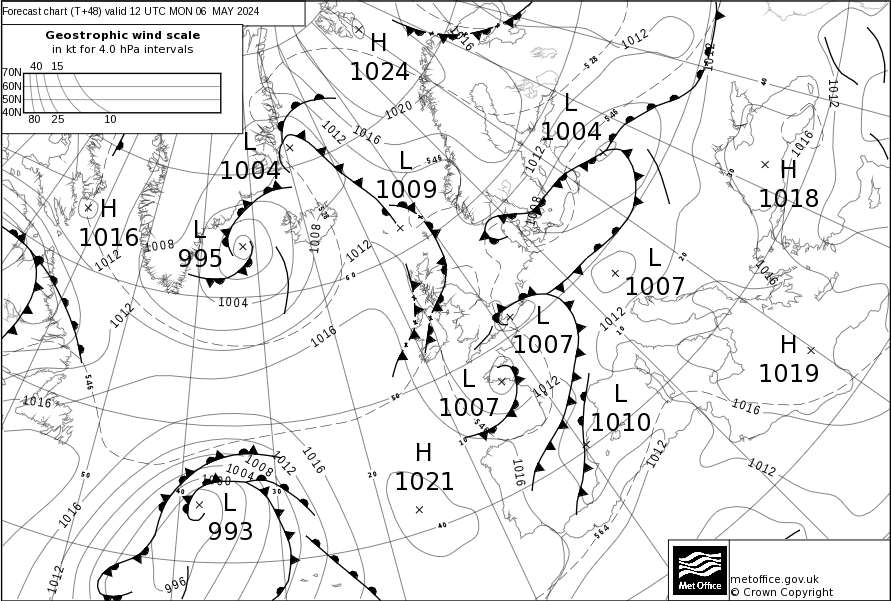 Forecast chart (T+48) valid 12 UTC MON 06 MAY 2024
Geostrophic wind scale
in kt for 4.0 hPa intervals
40 15
70N
60N
50N
40N
80 25 10
H
1024
1016
1012
1012
528
40
1012
L
1004
546
1020
1016
1012
L
1004
L
1009
546
1012
1016
H
1018
30
H
1016
1008
L
995
1012
528
1008
1012
1008
60
1004
L
1007
20
1016
1012
1012
10
1016
L
1007
H
1019
546
1016
50
L
1007
1012
L
1010
1016
10
546
1012
1012
H
1021
1016
1008
1012
1004
1000
1016
50
20
40
30
L
993
1016
40
564
1012
996
Met Office
metoffice.gov.uk
© Crown Copyright